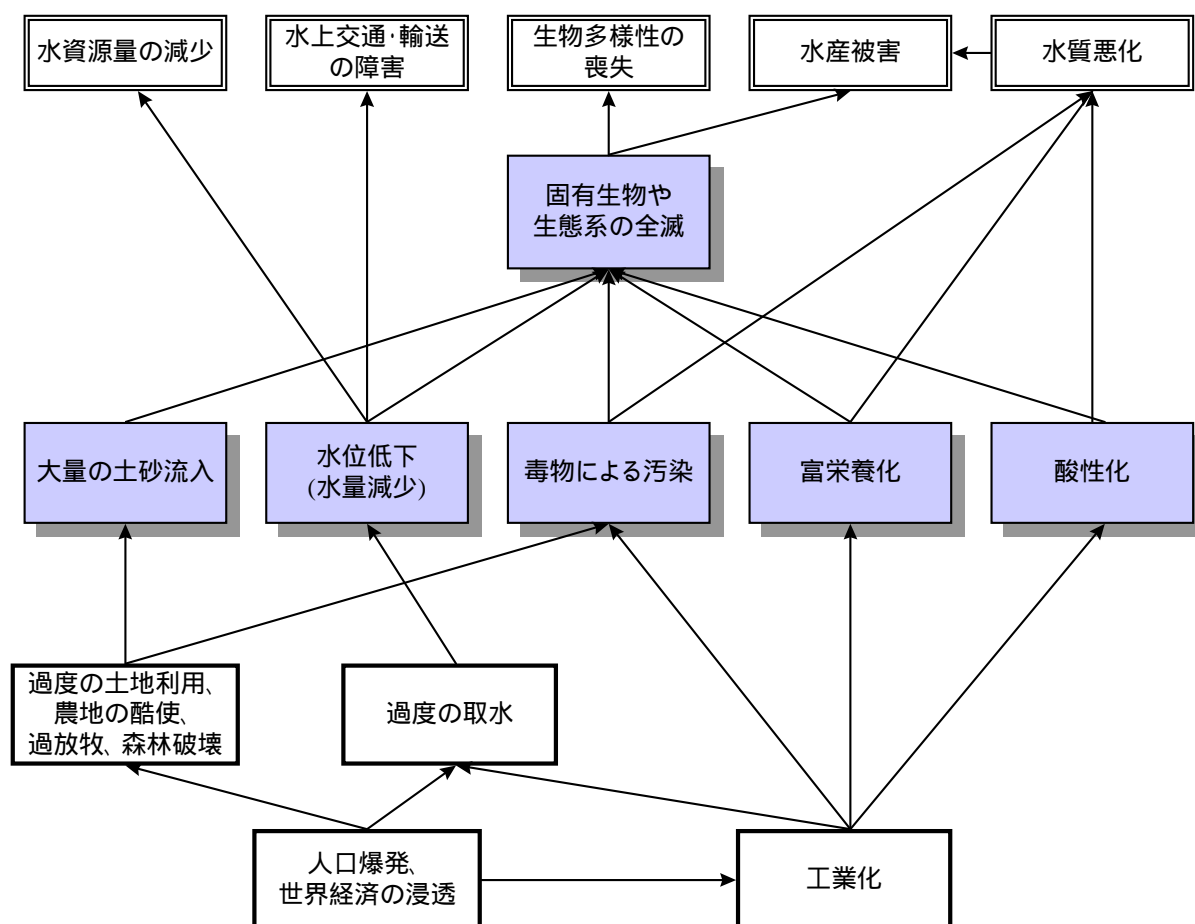 水資源量の減少
水上交通・輸送
の障害
生物多様性の
喪失
水産被害
水質悪化
固有生物や
生態系の全滅
大量の土砂流入
水位低下
(水量減少)
毒物による汚染
富栄養化
酸性化
過度の土地利用、
農地の酷使、
過放牧、森林破壊
過度の取水
人口爆発、
世界経済の浸透
工業化